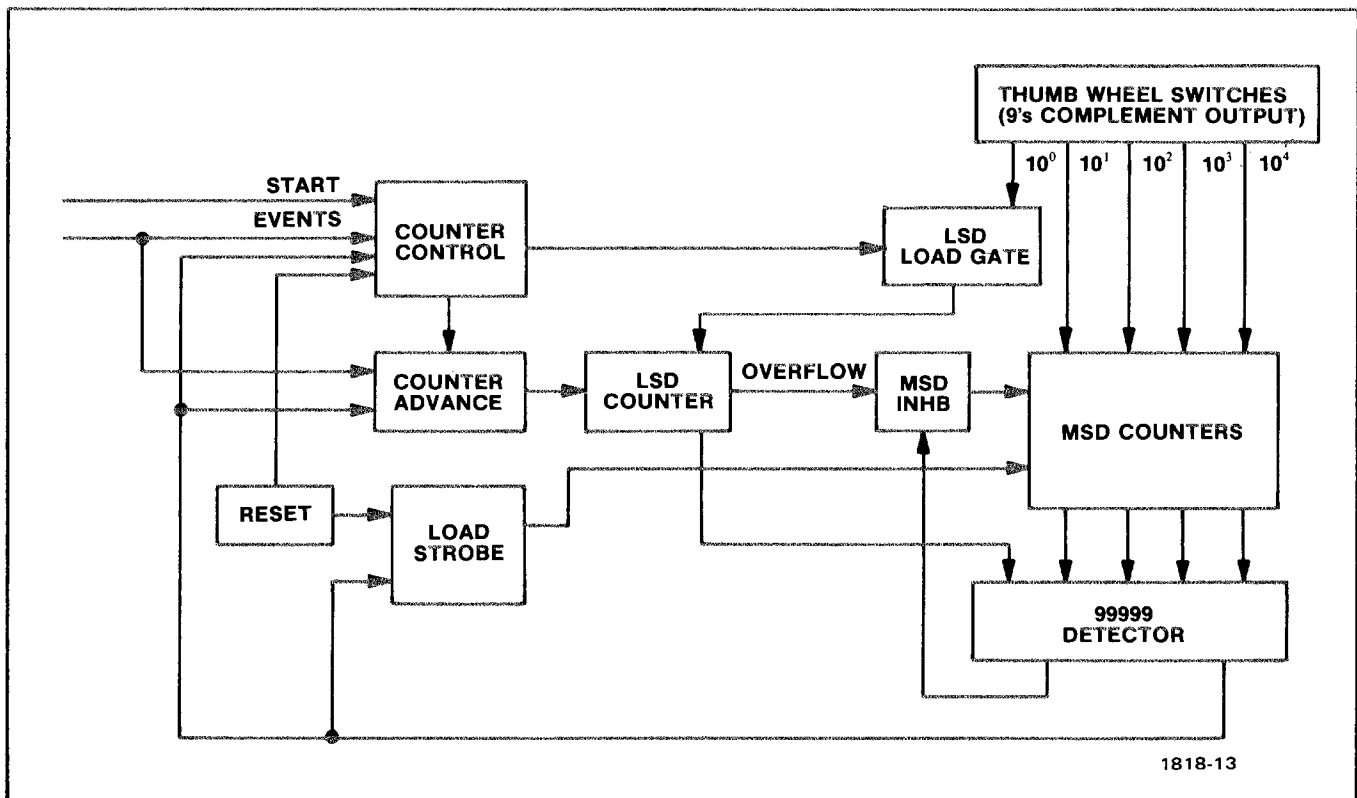 THUMB WHEEL SWITCHES
(9's COMPLEMENT OUTPUT)
10⁰ 10¹ 10² 10³ 10⁴
START
EVENTS
COUNTER
CONTROL
LSD
LOAD GATE
COUNTER
ADVANCE
LSD
COUNTER
OVERFLOW
MSD
INHB
MSD COUNTERS
RESET
LOAD
STROBE
99999
DETECTOR
1818-13